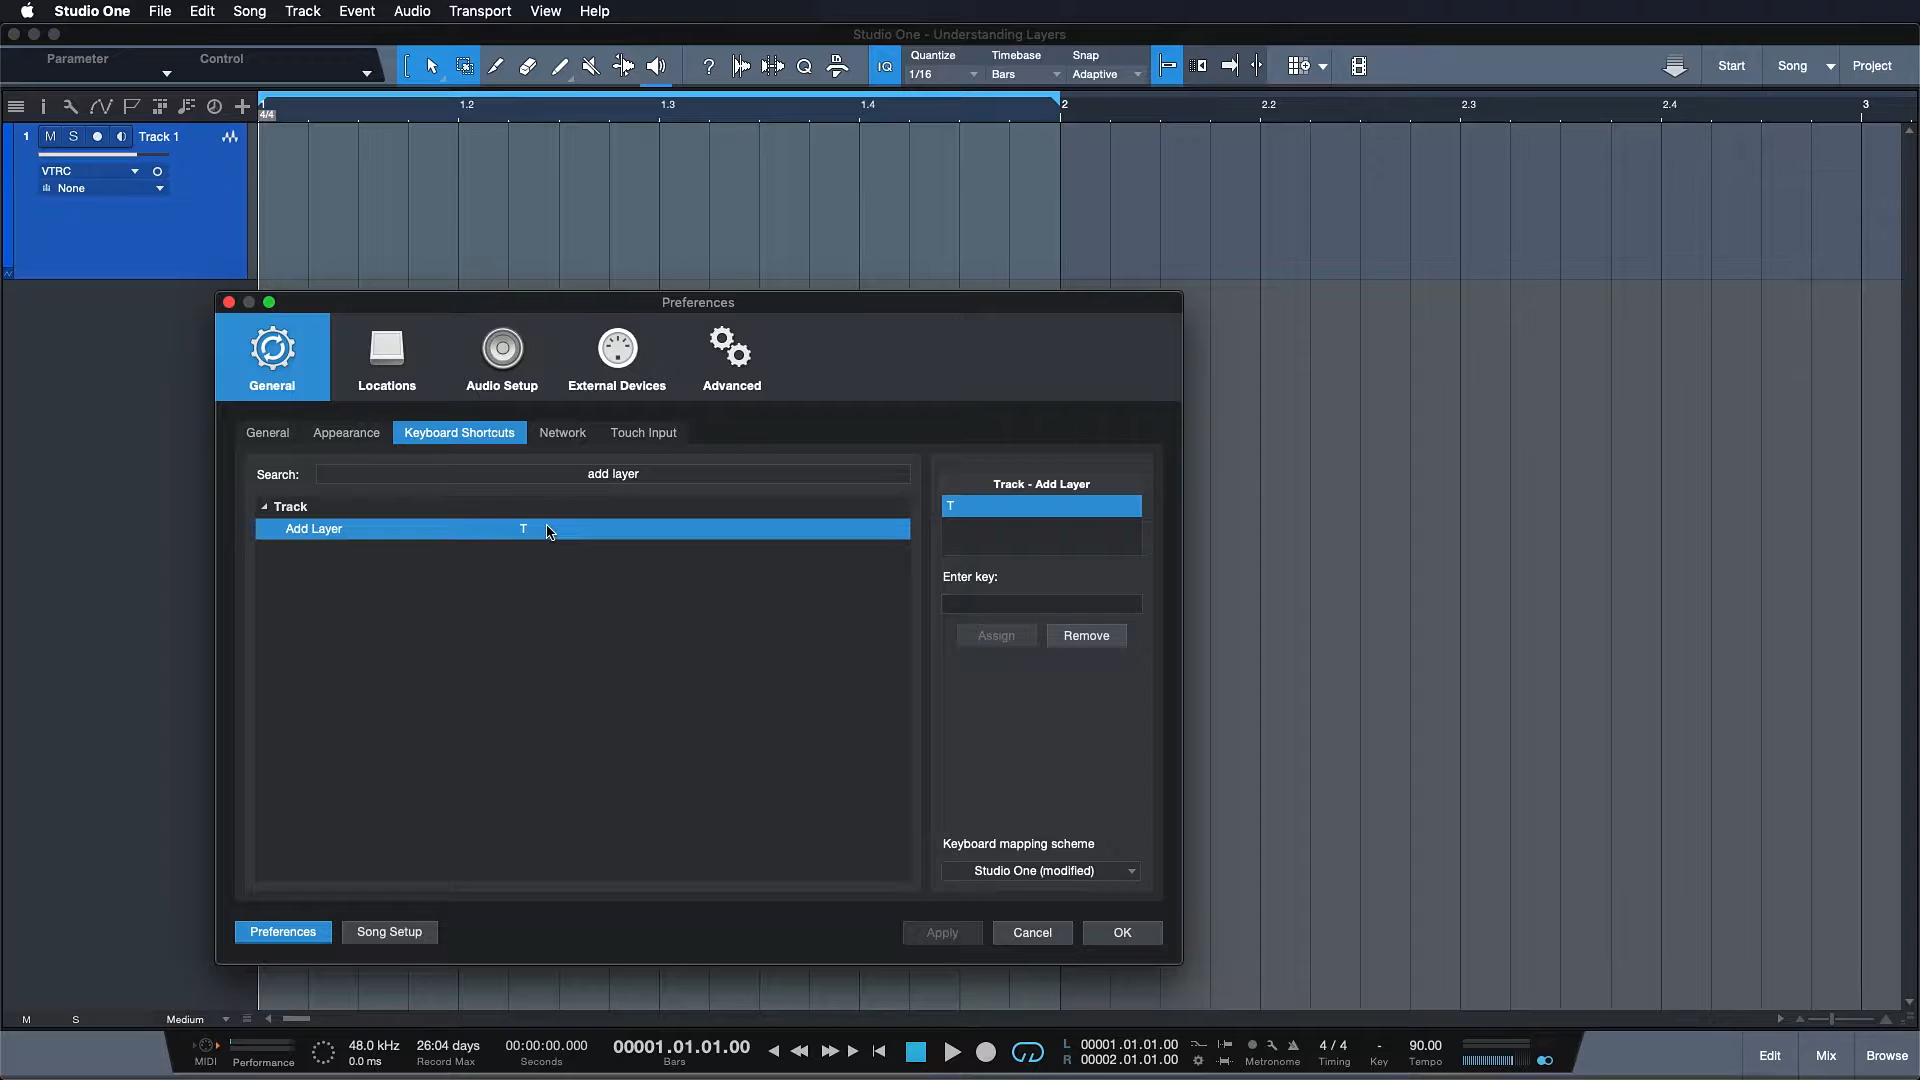 Studio One File Edit Song Track Event Audio Transport View Help
Studio One - Understanding Layers
Parameter Control
Quantize Timebase Snap
1/16 Bars Adaptive
IQ
Start Song Project
1 1.2 1.3 1.4 2 2.2 2.3 2.4 3
4/4
1 M S Track 1
VTRC
None
Preferences
General Locations Audio Setup External Devices Advanced
General Appearance Keyboard Shortcuts Network Touch Input
Search: add layer
Track
Add Layer T
Track - Add Layer
T
Enter key:
Assign Remove
Keyboard mapping scheme
Studio One (modified)
Preferences Song Setup Apply Cancel OK
M S Medium
48.0 kHz 26:04 days 00:00:00.000 00001.01.01.00 L 00001.01.01.00 4 / 4 - 90.00
MIDI Performance 0.0 ms Record Max Seconds Bars R 00002.01.01.00 Metronome Timing Key Tempo
Edit Mix Browse